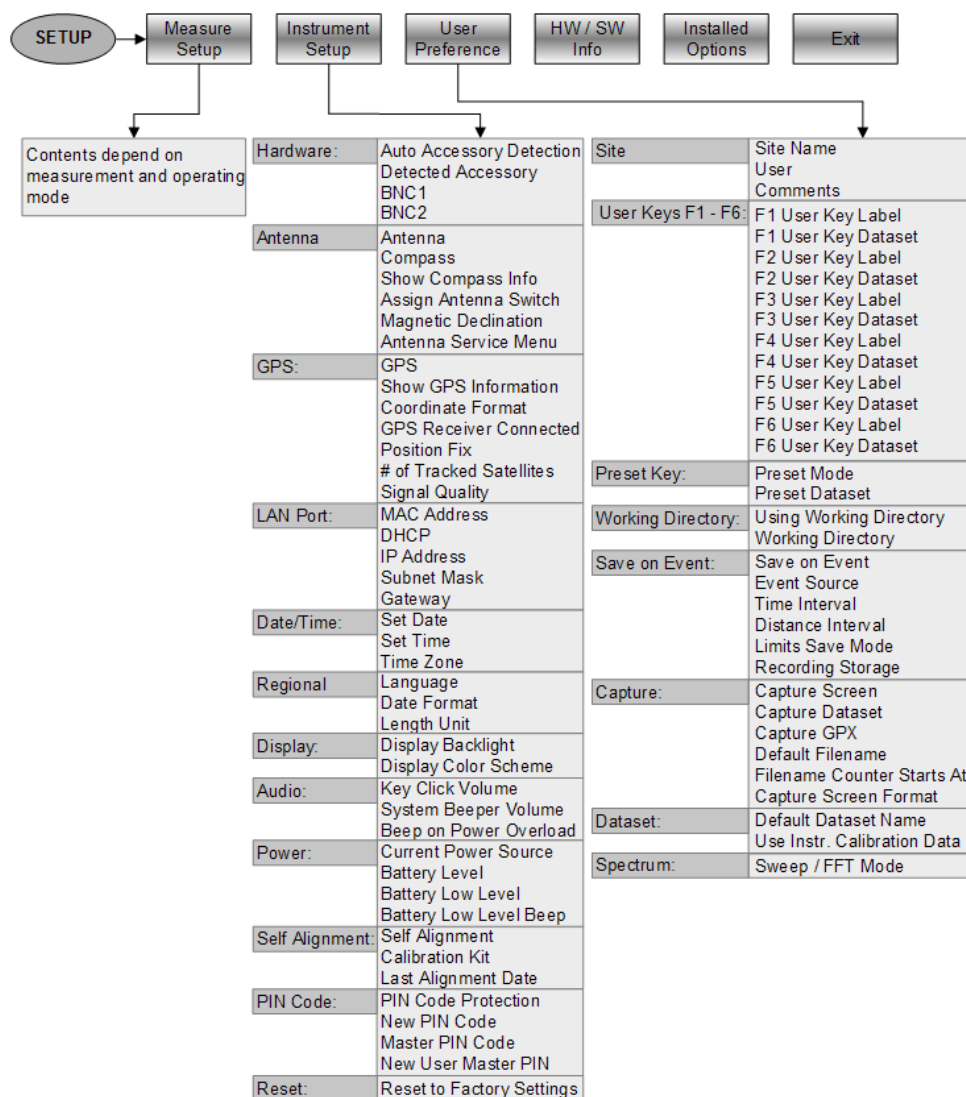 SETUP
Measure
Setup
Instrument
Setup
User
Preference
HW / SW
Info
Installed
Options
Exit
Contents depend on
measurement and operating
mode
Hardware:
Auto Accessory Detection
Detected Accessory
BNC1
BNC2
Antenna
Antenna
Compass
Show Compass Info
Assign Antenna Switch
Magnetic Declination
Antenna Service Menu
GPS:
GPS
Show GPS Information
Coordinate Format
GPS Receiver Connected
Position Fix
# of Tracked Satellites
Signal Quality
LAN Port:
MAC Address
DHCP
IP Address
Subnet Mask
Gateway
Date/Time:
Set Date
Set Time
Time Zone
Regional
Language
Date Format
Length Unit
Display:
Display Backlight
Display Color Scheme
Audio:
Key Click Volume
System Beeper Volume
Beep on Power Overload
Power:
Current Power Source
Battery Level
Battery Low Level
Battery Low Level Beep
Self Alignment:
Self Alignment
Calibration Kit
Last Alignment Date
PIN Code:
PIN Code Protection
New PIN Code
Master PIN Code
New User Master PIN
Reset:
Reset to Factory Settings
Site
Site Name
User
Comments
User Keys F1 - F6:
F1 User Key Label
F1 User Key Dataset
F2 User Key Label
F2 User Key Dataset
F3 User Key Label
F3 User Key Dataset
F4 User Key Label
F4 User Key Dataset
F5 User Key Label
F5 User Key Dataset
F6 User Key Label
F6 User Key Dataset
Preset Key:
Preset Mode
Preset Dataset
Working Directory:
Using Working Directory
Working Directory
Save on Event:
Save on Event
Event Source
Time Interval
Distance Interval
Limits Save Mode
Recording Storage
Capture:
Capture Screen
Capture Dataset
Capture GPX
Default Filename
Filename Counter Starts At
Capture Screen Format
Dataset:
Default Dataset Name
Use Instr. Calibration Data
Spectrum:
Sweep / FFT Mode